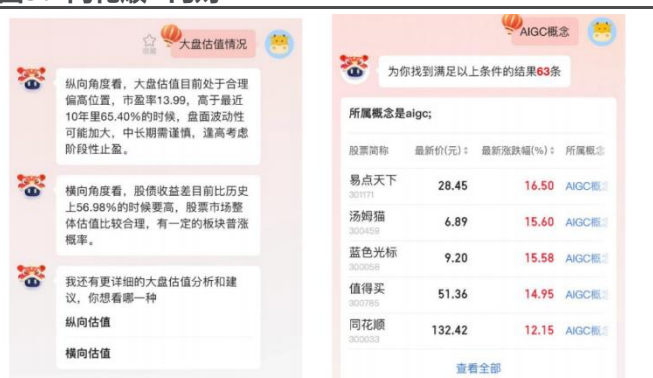 大盘估值情况
收藏
纵向角度看，大盘估值目前处于合理
偏高位置，市盈率13.99，高于最近
10年里65.40%的时候，盘面波动性
可能加大，中长期需谨慎，逢高考虑
阶段性止盈。
横向角度看，股债收益差目前比历史
上56.98%的时候要高，股票市场整
体估值比较合理，有一定的板块普涨
概率。
我还有更详细的大盘估值分析和建
议，你想看哪一种
纵向估值
横向估值
AIGC概念
为你找到满足以上条件的结果63条
所属概念是aigc;
股票简称 最新价(元) 最新涨跌幅(%) 所属概念
易点天下 28.45 16.50 AIGC概
301171
汤姆猫 6.89 15.60 AIGC概
300459
蓝色光标 9.20 15.58 AIGC概
300058
值得买 51.36 14.95 AIGC概
300785
同花顺 132.42 12.15 AIGC概
300033
查看全部